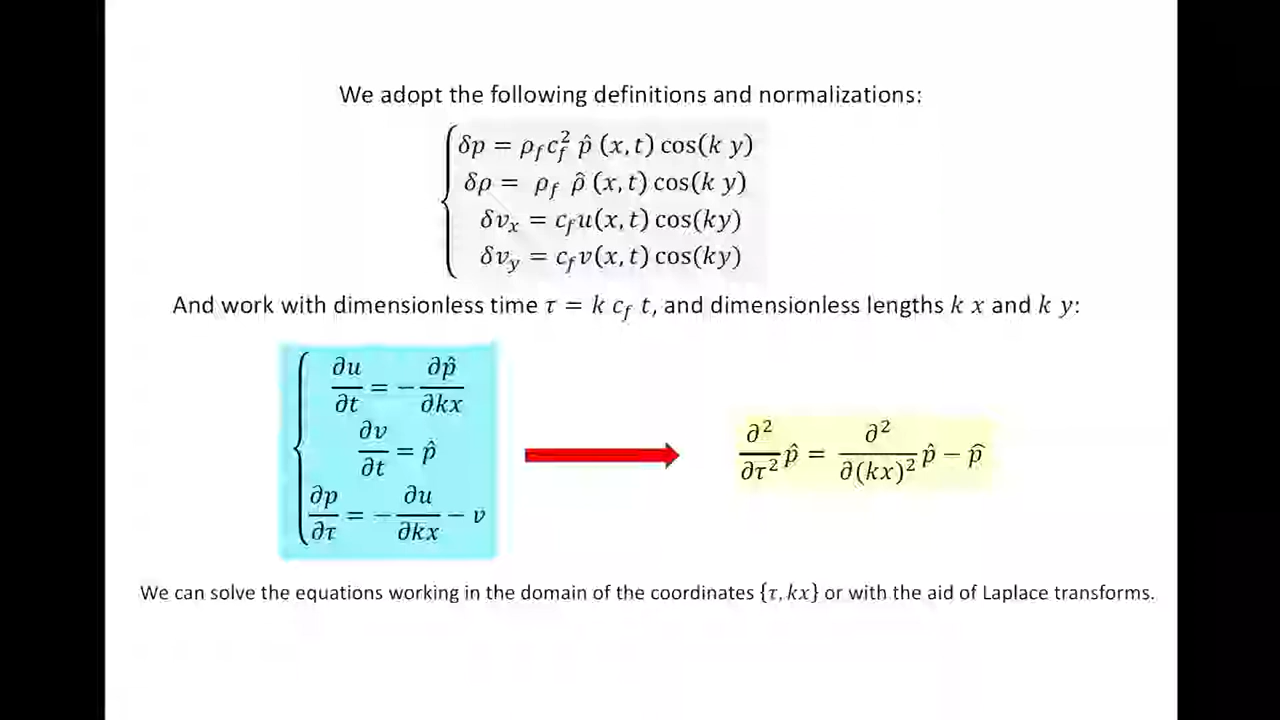 We adopt the following definitions and normalizations:
δp = ρ_f c_f² p̂ (x, t) cos(k y)
δρ = ρ_f ρ̂ (x, t) cos(k y)
δv_x = c_f u(x, t) cos(ky)
δv_y = c_f v(x, t) cos(ky)
And work with dimensionless time τ = k c_f t, and dimensionless lengths k x and k y:
∂u/∂t = − ∂p̂/∂kx
∂v/∂t = p̂
∂p/∂τ = − ∂u/∂kx − v
∂²/∂τ² p̂ = ∂²/∂(kx)² p̂ − p̂
We can solve the equations working in the domain of the coordinates {τ, kx} or with the aid of Laplace transforms.